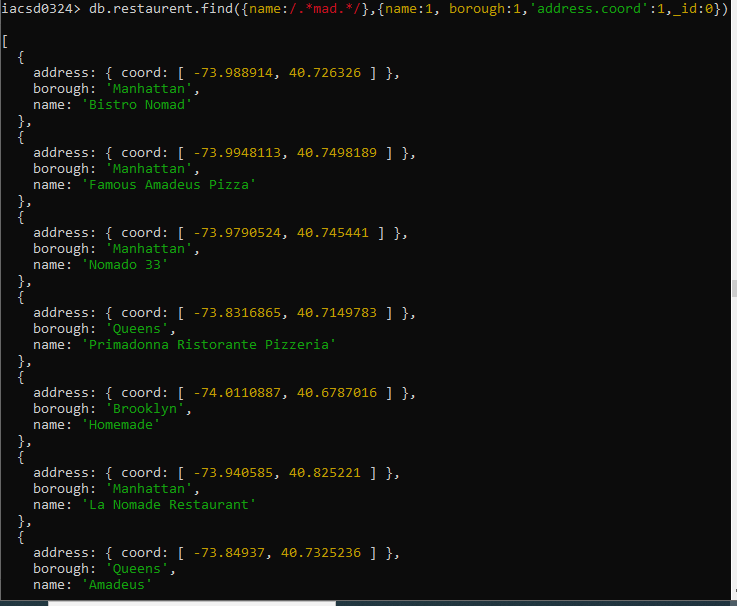 iacsd0324> db.restaurent.find({name:/.*mad.*/},{name:1, borough:1,'address.coord':1,_id:0})
[
  {
    address: { coord: [ -73.988914, 40.726326 ] },
    borough: 'Manhattan',
    name: 'Bistro Nomad'
  },
  {
    address: { coord: [ -73.9948113, 40.7498189 ] },
    borough: 'Manhattan',
    name: 'Famous Amadeus Pizza'
  },
  {
    address: { coord: [ -73.9790524, 40.745441 ] },
    borough: 'Manhattan',
    name: 'Nomado 33'
  },
  {
    address: { coord: [ -73.8316865, 40.7149783 ] },
    borough: 'Queens',
    name: 'Primadonna Ristorante Pizzeria'
  },
  {
    address: { coord: [ -74.0110887, 40.6787016 ] },
    borough: 'Brooklyn',
    name: 'Homemade'
  },
  {
    address: { coord: [ -73.940585, 40.825221 ] },
    borough: 'Manhattan',
    name: 'La Nomade Restaurant'
  },
  {
    address: { coord: [ -73.84937, 40.7325236 ] },
    borough: 'Queens',
    name: 'Amadeus'